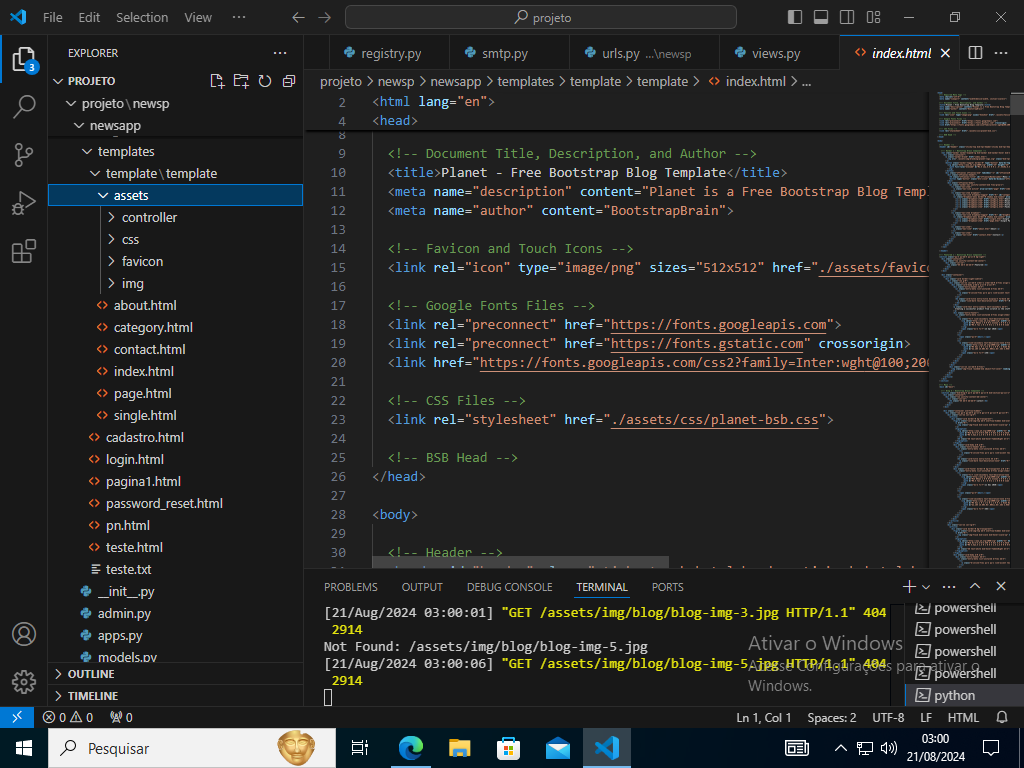 File Edit Selection View ··· projeto
EXPLORER
PROJETO
projeto\newsp
newsapp
templates
template\template
assets
controller
css
favicon
img
about.html
category.html
contact.html
index.html
page.html
single.html
cadastro.html
login.html
pagina1.html
password_reset.html
pn.html
teste.html
teste.txt
__init__.py
admin.py
apps.py
models.py
OUTLINE
TIMELINE
3
registry.py smtp.py urls.py ...\newsp views.py index.html
projeto > newsp > newsapp > templates > template > template > index.html > ...
2 <html lang="en">
4 <head>
8
9 <!-- Document Title, Description, and Author -->
10 <title>Planet - Free Bootstrap Blog Template</title>
11 <meta name="description" content="Planet is a Free Bootstrap Blog Templ
12 <meta name="author" content="BootstrapBrain">
13
14 <!-- Favicon and Touch Icons -->
15 <link rel="icon" type="image/png" sizes="512x512" href="./assets/favico
16
17 <!-- Google Fonts Files -->
18 <link rel="preconnect" href="https://fonts.googleapis.com">
19 <link rel="preconnect" href="https://fonts.gstatic.com" crossorigin>
20 <link href="https://fonts.googleapis.com/css2?family=Inter:wght@100;200
21
22 <!-- CSS Files -->
23 <link rel="stylesheet" href="./assets/css/planet-bsb.css">
24
25 <!-- BSB Head -->
26 </head>
27
28 <body>
29
30 <!-- Header -->
PROBLEMS OUTPUT DEBUG CONSOLE TERMINAL PORTS
[21/Aug/2024 03:00:01] "GET /assets/img/blog/blog-img-3.jpg HTTP/1.1" 404
2914
Not Found: /assets/img/blog/blog-img-5.jpg
[21/Aug/2024 03:00:06] "GET /assets/img/blog/blog-img-5.jpg HTTP/1.1" 404
2914
powershell
powershell
powershell
powershell
python
Ativar o Windows
Acesse Configurações para ativar o
Windows.
0 0 0 Ln 1, Col 1 Spaces: 2 UTF-8 LF HTML
Pesquisar
03:00
21/08/2024